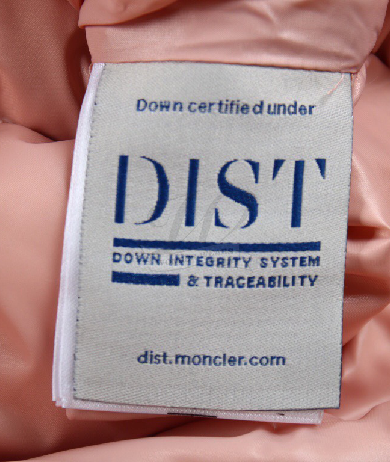 Down certified under
DIST
DOWN INTEGRITY SYSTEM
& TRACEABILITY
dist.moncler.com